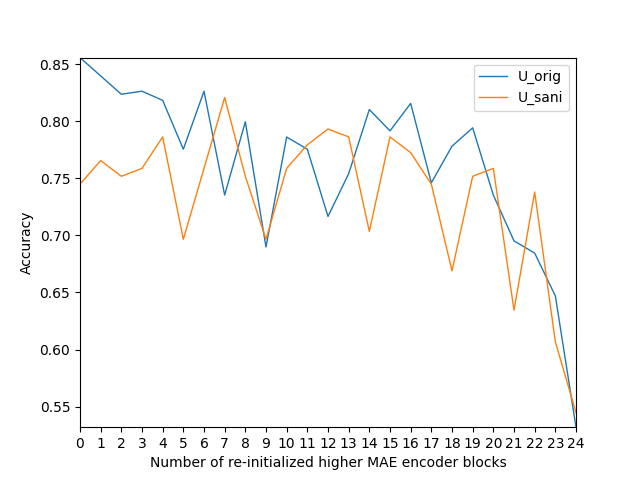 0.85
0.80
0.75
0.70
0.65
0.60
0.55
Accuracy
U_orig
U_sani
0 1 2 3 4 5 6 7 8 9 10 11 12 13 14 15 16 17 18 19 20 21 22 23 24
Number of re-initialized higher MAE encoder blocks